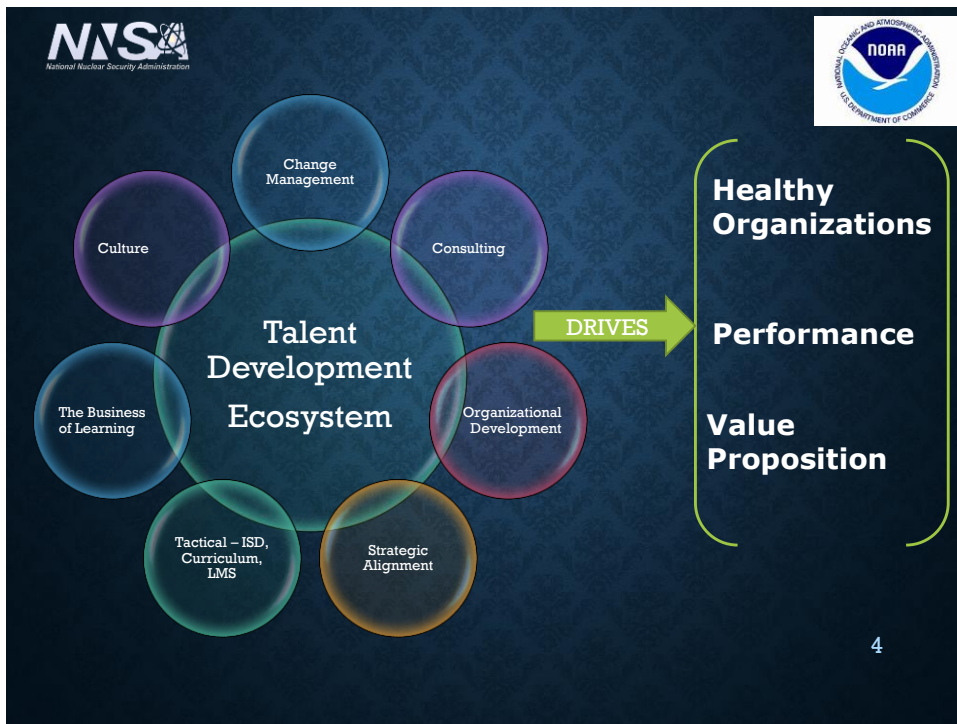 NNSA
National Nuclear Security Administration
NATIONAL OCEANIC AND ATMOSPHERIC ADMINISTRATION
NOAA
U.S. DEPARTMENT OF COMMERCE
Change
Management
Culture
Consulting
Talent
Development
Ecosystem
The Business
of Learning
Organizational
Development
Tactical – ISD,
Curriculum,
LMS
Strategic
Alignment
DRIVES
Healthy
Organizations
Performance
Value
Proposition
4